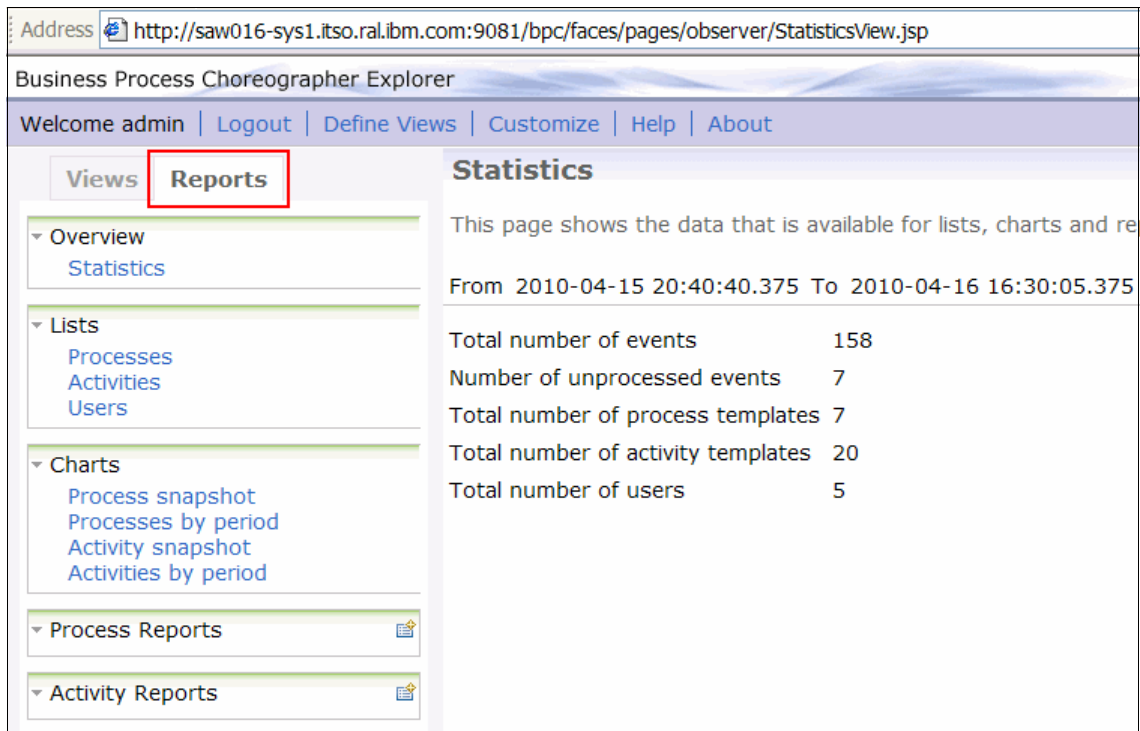 Address http://saw016-sys1.itso.ral.ibm.com:9081/bpc/faces/pages/observer/StatisticsView.jsp
Business Process Choreographer Explorer
Welcome admin | Logout | Define Views | Customize | Help | About
Views Reports
Overview
Statistics
Lists
Processes
Activities
Users
Charts
Process snapshot
Processes by period
Activity snapshot
Activities by period
Process Reports
Activity Reports
Statistics
This page shows the data that is available for lists, charts and re
From 2010-04-15 20:40:40.375 To 2010-04-16 16:30:05.375
Total number of events 158
Number of unprocessed events 7
Total number of process templates 7
Total number of activity templates 20
Total number of users 5